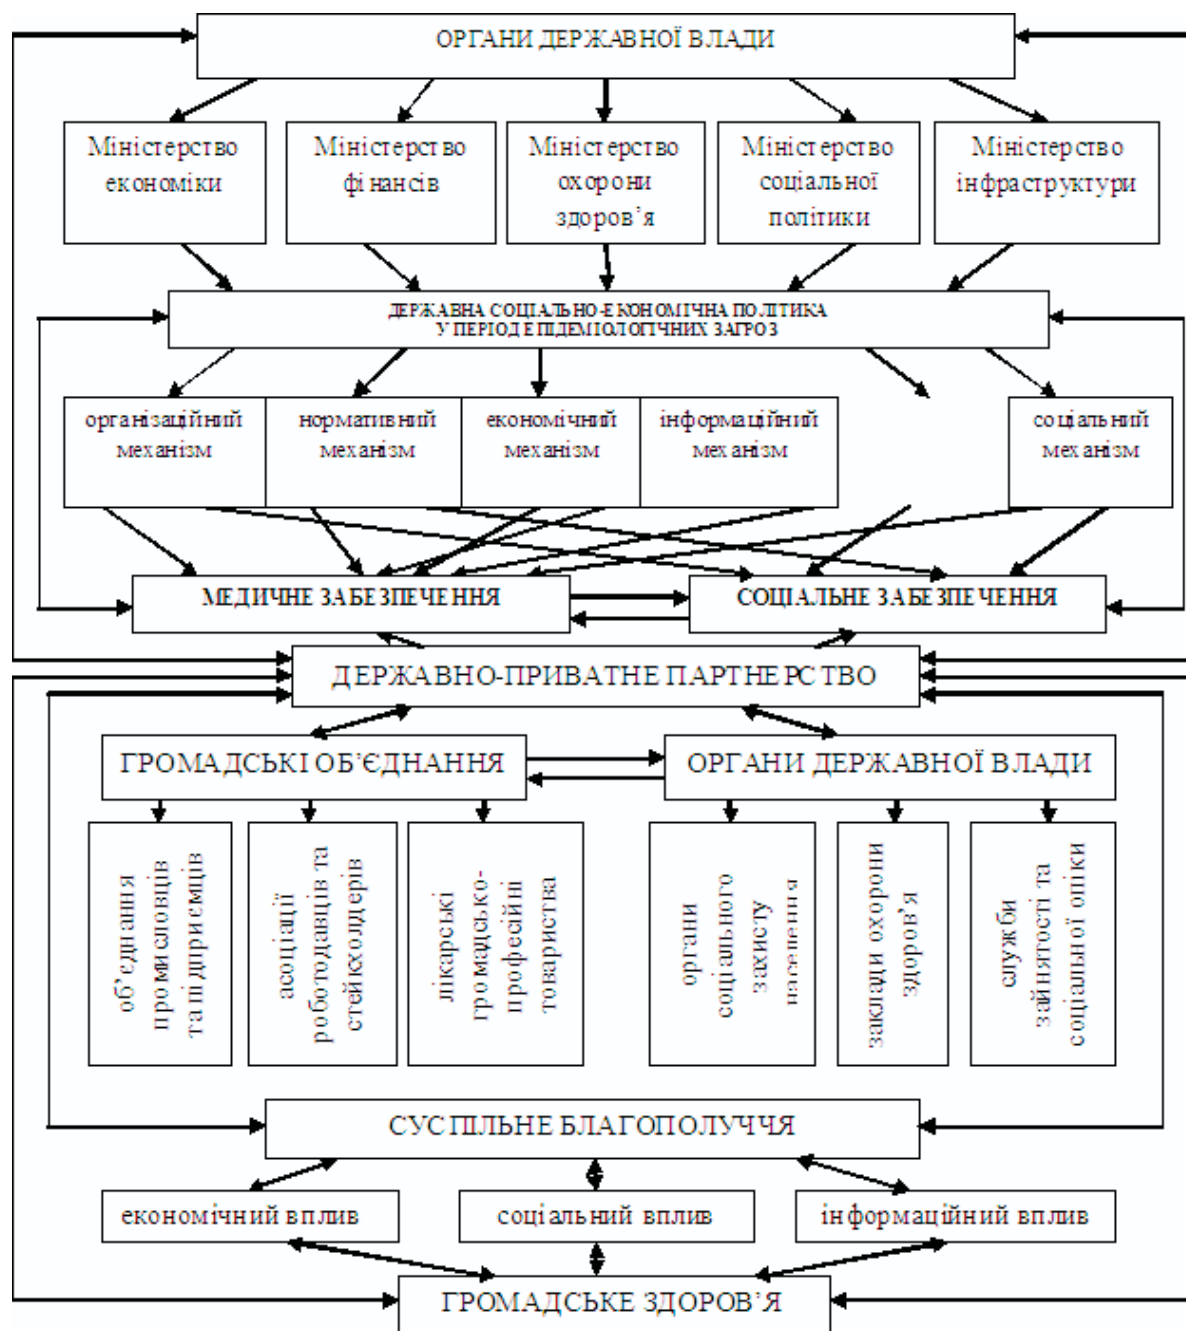 ОРГАНИ ДЕРЖАВНОЇ ВЛАДИ
Міністерство
економіки
Міністерство
фінансів
Міністерство
охорони
здоров’я
Міністерство
соціальної
політики
Міністерство
інфраструктури
ДЕРЖАВНА СОЦІАЛЬНО-ЕКОНОМІЧНА ПОЛІТИКА
У ПЕРІОД ЕПІДЕМІОЛОГІЧНИХ ЗАГРОЗ
організаційний
механізм
нормативний
механізм
економічний
механізм
інформаційний
механізм
соціальний
механізм
МЕДИЧНЕ ЗАБЕЗПЕЧЕННЯ
СОЦІАЛЬНЕ ЗАБЕЗПЕЧЕННЯ
ДЕРЖАВНО-ПРИВАТНЕ ПАРТНЕРСТВО
ГРОМАДСЬКІ ОБ’ЄДНАННЯ
ОРГАНИ ДЕРЖАВНОЇ ВЛАДИ
об’єднання
промисловців
та підприємців
асоціації
роботодавців та
стейкхолдерів
лікарські
громадсько-
професійні
товариства
органи
соціального
захисту
населення
заклади охорони
здоров’я
служби
зайнятості та
соціальної опіки
СУСПІЛЬНЕ БЛАГОПОЛУЧЧЯ
економічний вплив
соціальний вплив
інформаційний вплив
ГРОМАДСЬКЕ ЗДОРОВ’Я